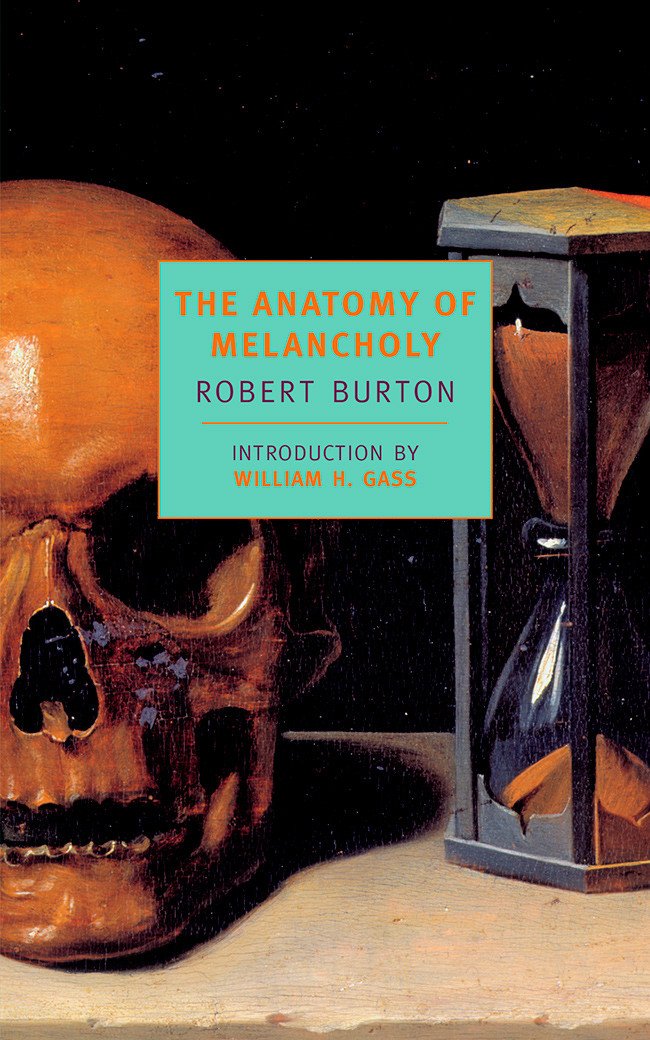 THE ANATOMY OF
MELANCHOLY
ROBERT BURTON
INTRODUCTION BY
WILLIAM H. GASS